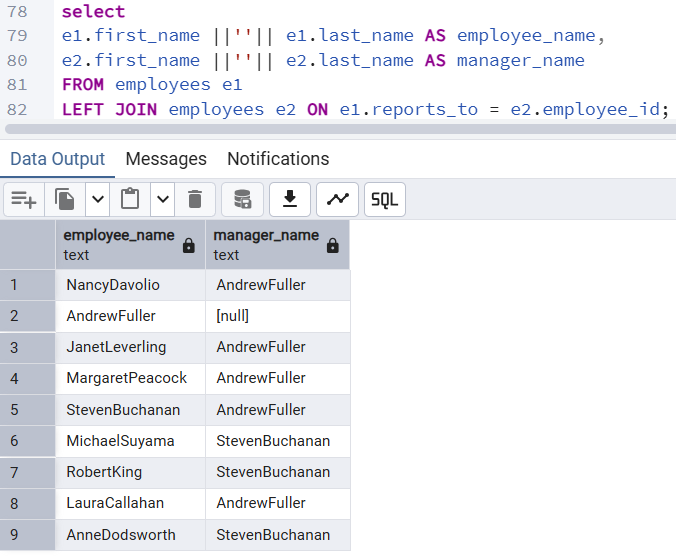 78 select
79 e1.first_name ||''|| e1.last_name AS employee_name,
80 e2.first_name ||''|| e2.last_name AS manager_name
81 FROM employees e1
82 LEFT JOIN employees e2 ON e1.reports_to = e2.employee_id;
Data Output Messages Notifications
SQL
employee_name manager_name
text text
1 NancyDavolio AndrewFuller
2 AndrewFuller [null]
3 JanetLeverling AndrewFuller
4 MargaretPeacock AndrewFuller
5 StevenBuchanan AndrewFuller
6 MichaelSuyama StevenBuchanan
7 RobertKing StevenBuchanan
8 LauraCallahan AndrewFuller
9 AnneDodsworth StevenBuchanan